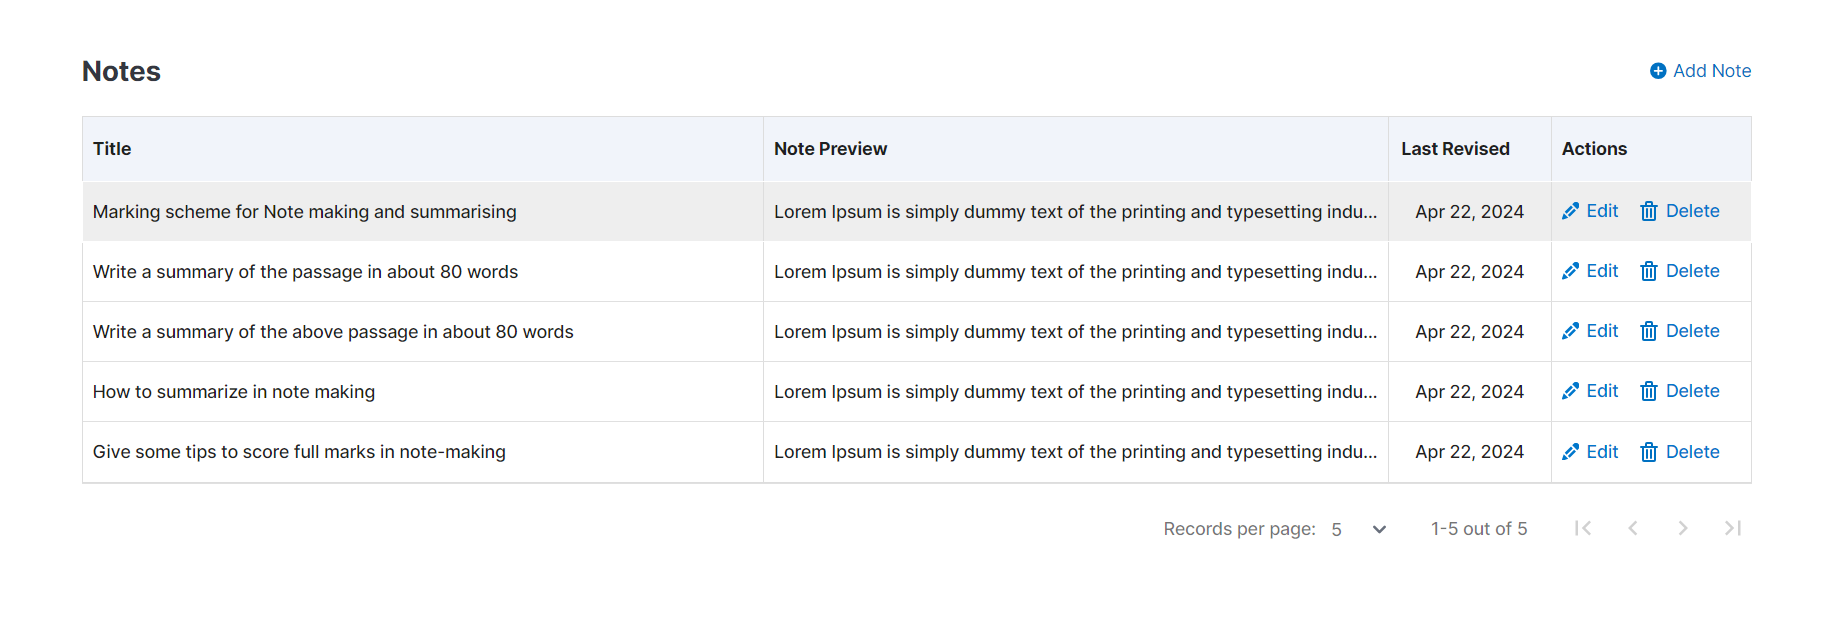 Notes
Add Note
Title Note Preview Last Revised Actions
Marking scheme for Note making and summarising Lorem Ipsum is simply dummy text of the printing and typesetting indu... Apr 22, 2024 Edit Delete
Write a summary of the passage in about 80 words Lorem Ipsum is simply dummy text of the printing and typesetting indu... Apr 22, 2024 Edit Delete
Write a summary of the above passage in about 80 words Lorem Ipsum is simply dummy text of the printing and typesetting indu... Apr 22, 2024 Edit Delete
How to summarize in note making Lorem Ipsum is simply dummy text of the printing and typesetting indu... Apr 22, 2024 Edit Delete
Give some tips to score full marks in note-making Lorem Ipsum is simply dummy text of the printing and typesetting indu... Apr 22, 2024 Edit Delete
Records per page: 5 1-5 out of 5